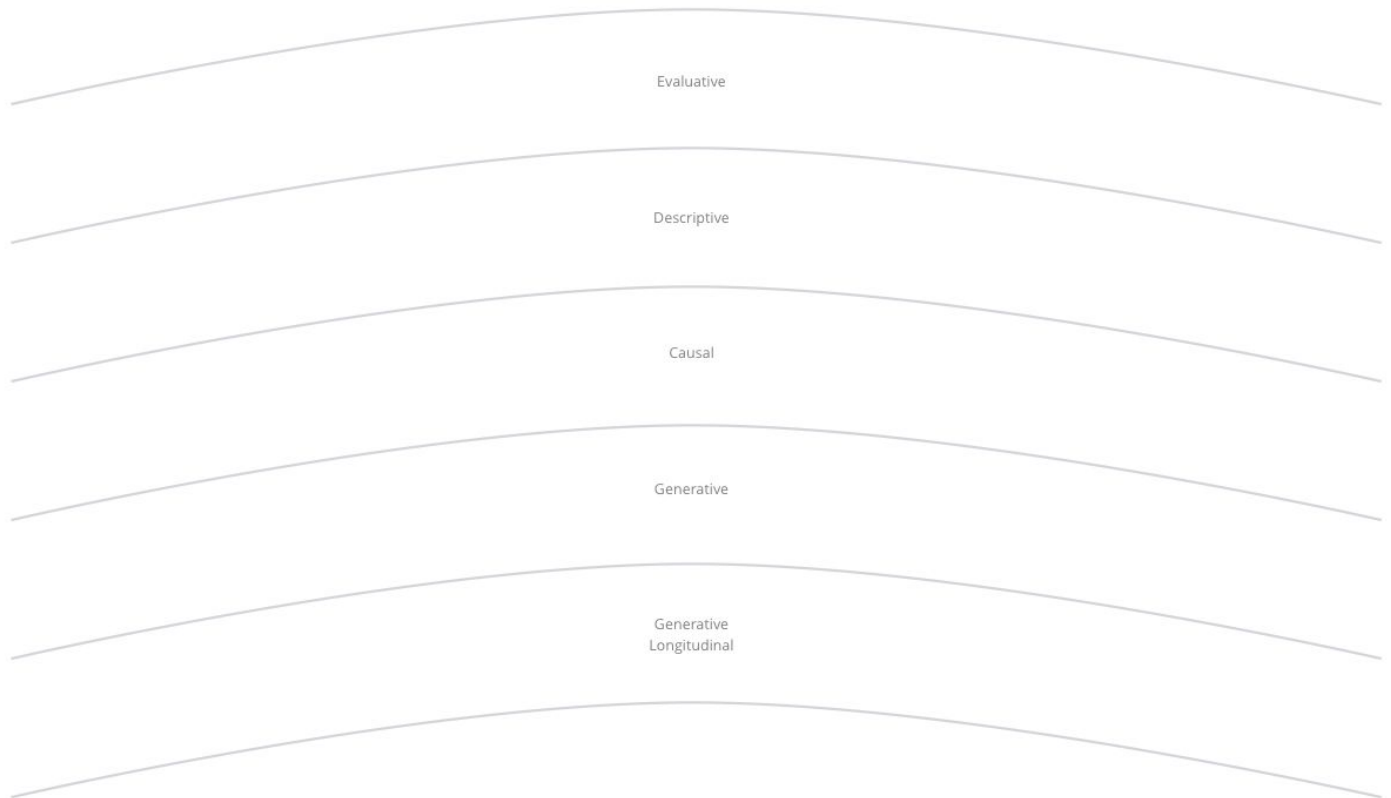 Evaluative
Descriptive
Causal
Generative
Generative
Longitudinal